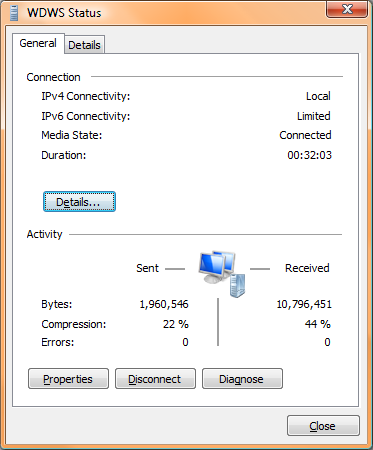 WDWS Status
General Details
Connection
IPv4 Connectivity: Local
IPv6 Connectivity: Limited
Media State: Connected
Duration: 00:32:03
Details...
Activity
Sent Received
Bytes: 1,960,546 10,796,451
Compression: 22 % 44 %
Errors: 0 0
Properties Disconnect Diagnose
Close